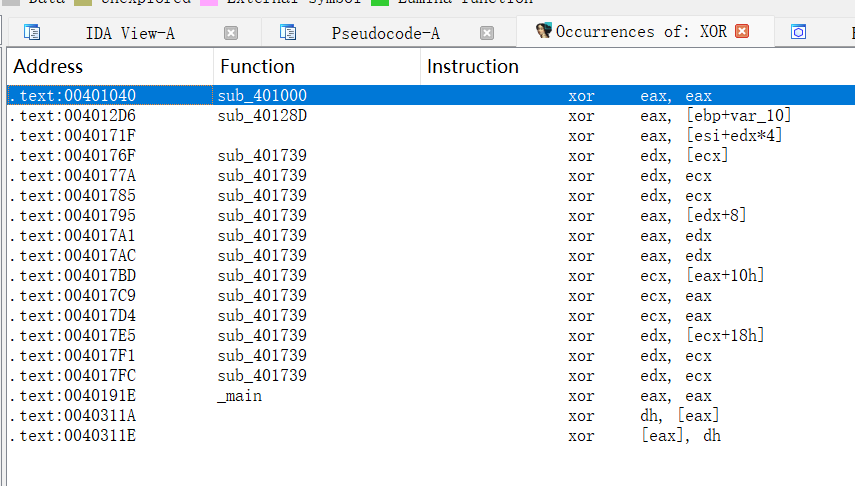 Data Unexplored External symbol Lumina function
IDA View-A Pseudocode-A Occurrences of: XOR
Address Function Instruction
.text:00401040 sub_401000 xor eax, eax
.text:004012D6 sub_40128D xor eax, [ebp+var_10]
.text:0040171F xor eax, [esi+edx*4]
.text:0040176F sub_401739 xor edx, [ecx]
.text:0040177A sub_401739 xor edx, ecx
.text:00401785 sub_401739 xor edx, ecx
.text:00401795 sub_401739 xor eax, [edx+8]
.text:004017A1 sub_401739 xor eax, edx
.text:004017AC sub_401739 xor eax, edx
.text:004017BD sub_401739 xor ecx, [eax+10h]
.text:004017C9 sub_401739 xor ecx, eax
.text:004017D4 sub_401739 xor ecx, eax
.text:004017E5 sub_401739 xor edx, [ecx+18h]
.text:004017F1 sub_401739 xor edx, ecx
.text:004017FC sub_401739 xor edx, ecx
.text:0040191E _main xor eax, eax
.text:0040311A xor dh, [eax]
.text:0040311E xor [eax], dh